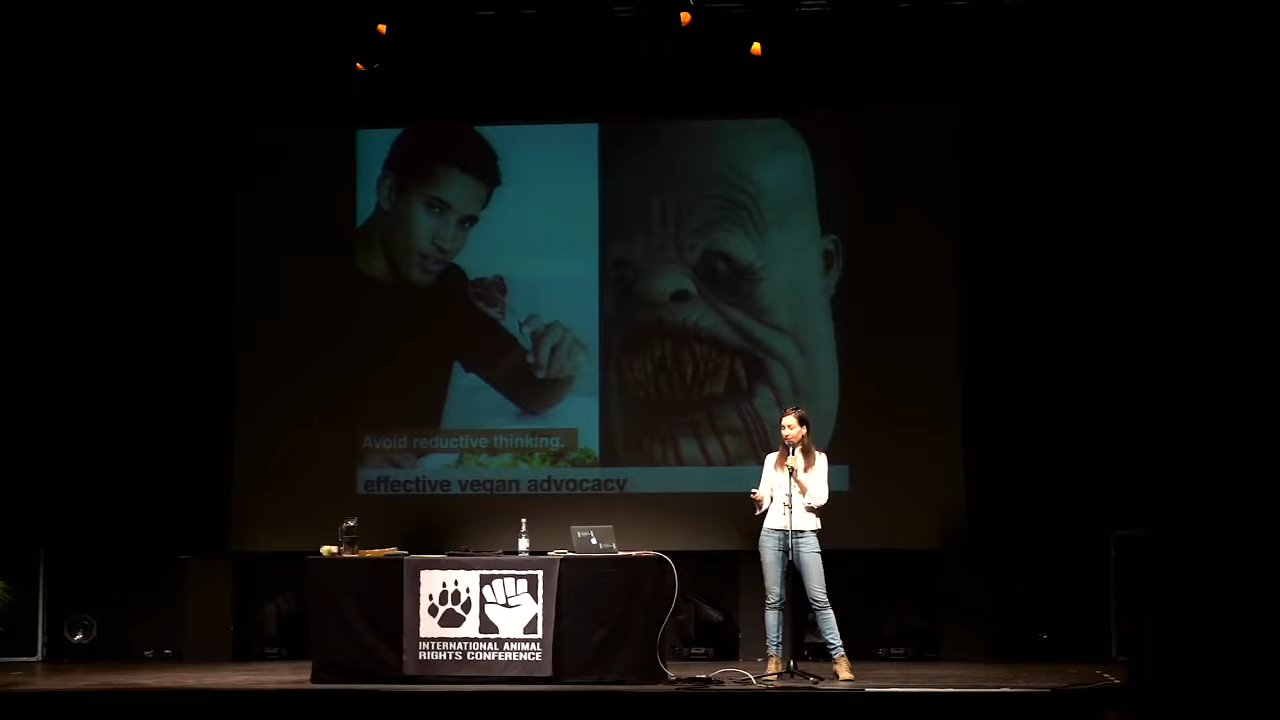 Avoid reductive thinking.
effective vegan advocacy
INTERNATIONAL ANIMAL
RIGHTS CONFERENCE